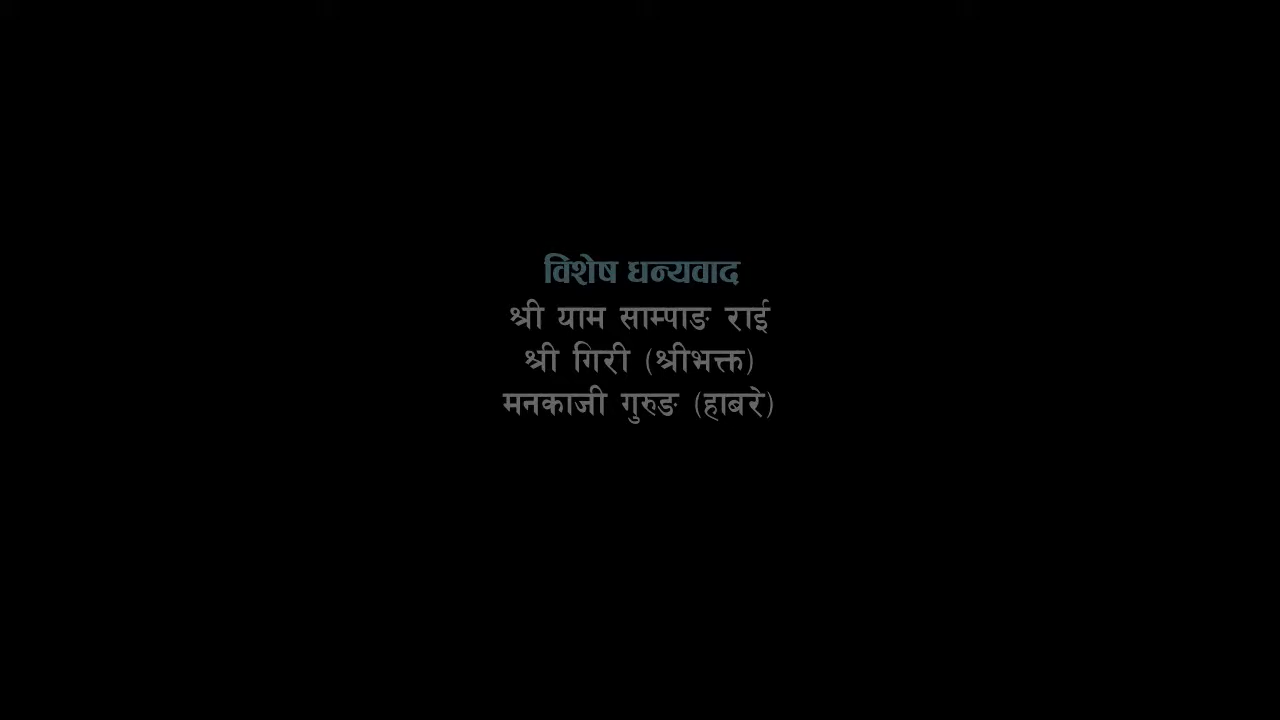 विशेष धन्यवाद
श्री याम साम्पाङ राई
श्री गिरी (श्रीभक्त)
मनकाजी गुरुङ (हाबरे)